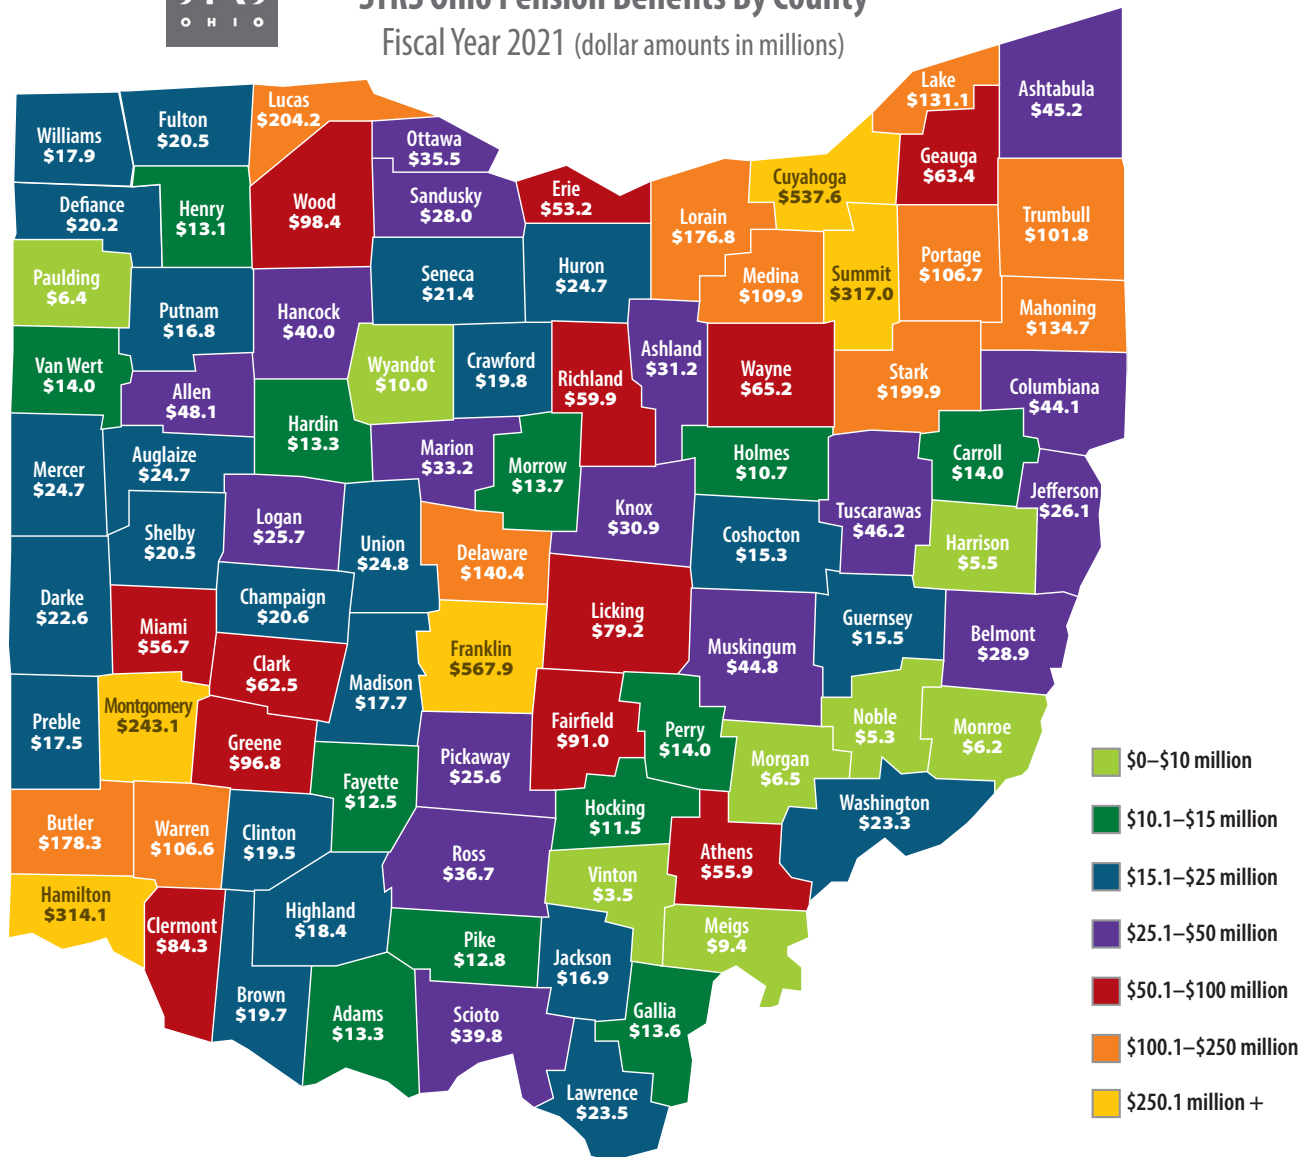 OHIO
STRS Ohio Pension Benefits By County
Fiscal Year 2021 (dollar amounts in millions)
Williams
$17.9
Fulton
$20.5
Lucas
$204.2
Ottawa
$35.5
Lake
$131.1
Ashtabula
$45.2
Defiance
$20.2
Henry
$13.1
Wood
$98.4
Sandusky
$28.0
Erie
$53.2
Lorain
$176.8
Cuyahoga
$537.6
Geauga
$63.4
Trumbull
$101.8
Paulding
$6.4
Putnam
$16.8
Hancock
$40.0
Seneca
$21.4
Huron
$24.7
Medina
$109.9
Summit
$317.0
Portage
$106.7
Mahoning
$134.7
Van Wert
$14.0
Allen
$48.1
Wyandot
$10.0
Crawford
$19.8
Richland
$59.9
Ashland
$31.2
Wayne
$65.2
Stark
$199.9
Columbiana
$44.1
Mercer
$24.7
Auglaize
$24.7
Hardin
$13.3
Marion
$33.2
Morrow
$13.7
Holmes
$10.7
Carroll
$14.0
Jefferson
$26.1
Shelby
$20.5
Logan
$25.7
Union
$24.8
Delaware
$140.4
Knox
$30.9
Coshocton
$15.3
Tuscarawas
$46.2
Harrison
$5.5
Darke
$22.6
Miami
$56.7
Champaign
$20.6
Clark
$62.5
Franklin
$567.9
Licking
$79.2
Muskingum
$44.8
Guernsey
$15.5
Belmont
$28.9
Preble
$17.5
Montgomery
$243.1
Greene
$96.8
Madison
$17.7
Pickaway
$25.6
Fairfield
$91.0
Perry
$14.0
Morgan
$6.5
Noble
$5.3
Monroe
$6.2
Butler
$178.3
Warren
$106.6
Clinton
$19.5
Fayette
$12.5
Ross
$36.7
Hocking
$11.5
Vinton
$3.5
Athens
$55.9
Washington
$23.3
Hamilton
$314.1
Clermont
$84.3
Highland
$18.4
Pike
$12.8
Jackson
$16.9
Meigs
$9.4
Brown
$19.7
Adams
$13.3
Scioto
$39.8
Gallia
$13.6
Lawrence
$23.5
$0–$10 million
$10.1–$15 million
$15.1–$25 million
$25.1–$50 million
$50.1–$100 million
$100.1–$250 million
$250.1 million +